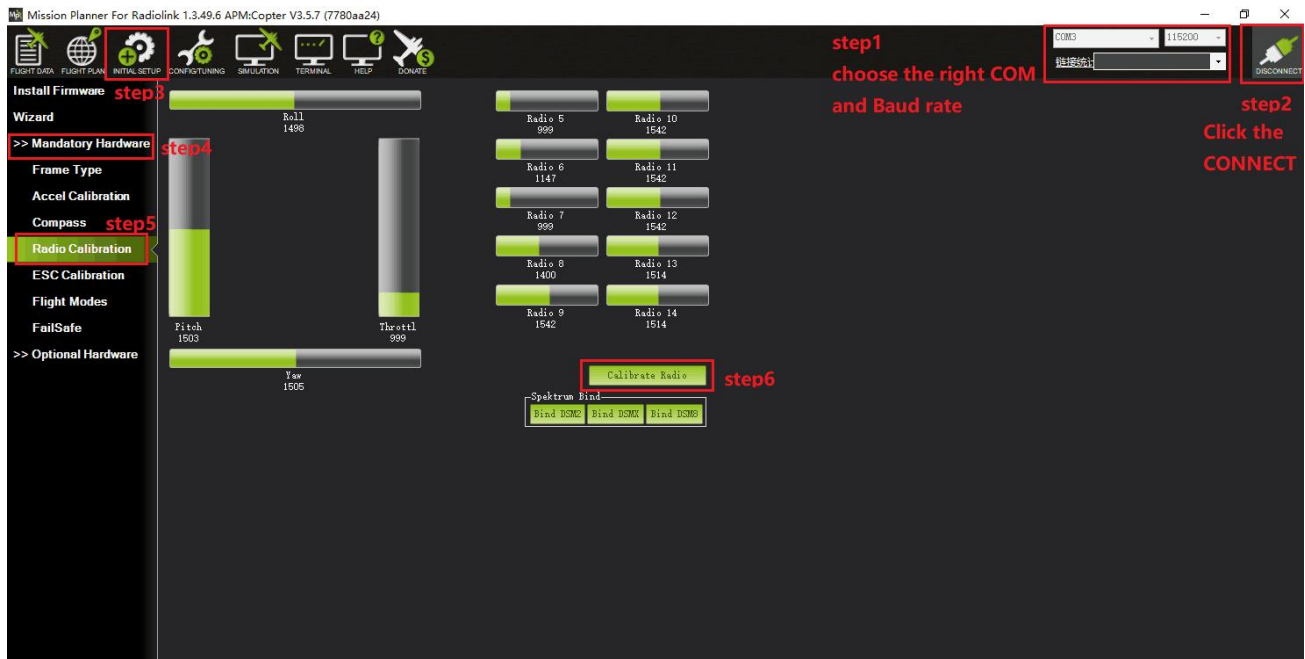 Mission Planner For Radiolink 1.3.49.6 APM:Copter V3.5.7 (7780aa24)
FLIGHT DATA
FLIGHT PLAN
INITIAL SETUP
CONFIG/TUNING
SIMULATION
TERMINAL
HELP
DONATE
step1
choose the right COM
and Baud rate
COM3
115200
链接统计
DISCONNECT
step2
Click the
CONNECT
Install Firmware
step3
Wizard
>> Mandatory Hardware
step4
Frame Type
Accel Calibration
Compass
step5
Radio Calibration
ESC Calibration
Flight Modes
FailSafe
>> Optional Hardware
Roll
1498
Pitch
1503
Throttl
999
Yaw
1505
Radio 5
999
Radio 10
1542
Radio 6
1147
Radio 11
1542
Radio 7
999
Radio 12
1542
Radio 8
1400
Radio 13
1514
Radio 9
1542
Radio 14
1514
Calibrate Radio
step6
Spektrum Bind
Bind DSM2
Bind DSMX
Bind DSM8